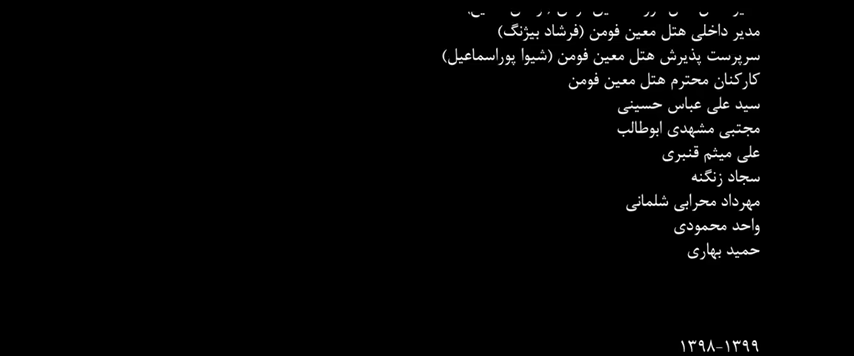 مدیر داخلی هتل معین فومن (فرشاد بیژنگ)
سرپرست پذیرش هتل معین فومن (شیوا پوراسماعیل)
کارکنان محترم هتل معین فومن
سید علی عباس حسینی
مجتبی مشهدی ابوطالب
علی میثم قنبری
سجاد زنگنه
مهرداد محرابی شلمانی
واحد محمودی
حمید بهاری
۱۳۹۸-۱۳۹۹